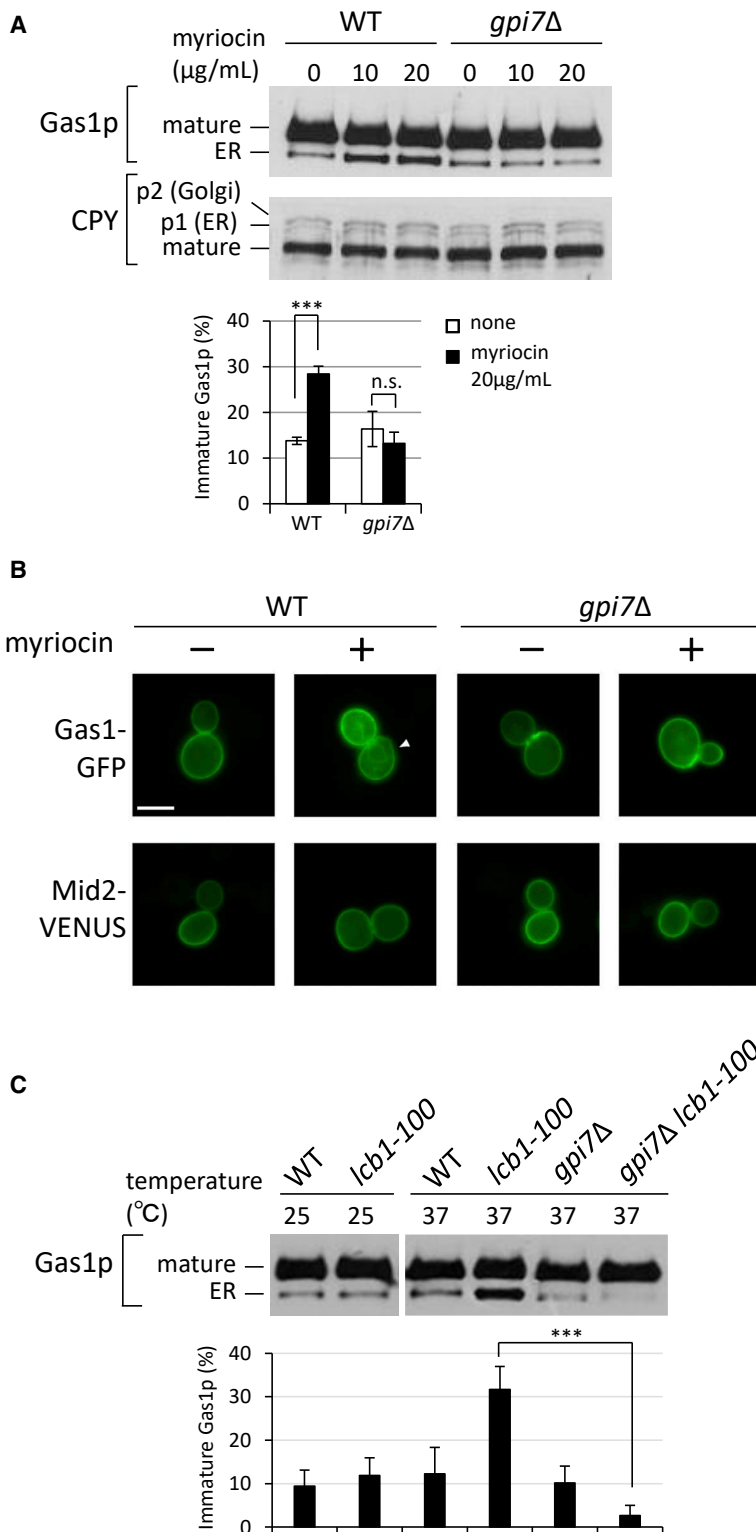 A
WT
gpi7Δ
myriocin
(µg/mL)
0 10 20 0 10 20
Gas1p
mature
ER
CPY
p2 (Golgi)
p1 (ER)
mature
Immature Gas1p (%)
40
30
20
10
0
***
n.s.
none
myriocin
20µg/mL
WT
gpi7Δ
B
WT
gpi7Δ
myriocin
− + − +
Gas1-
GFP
Mid2-
VENUS
C
temperature
(°C)
WT lcb1-100 WT lcb1-100 gpi7Δ gpi7Δ lcb1-100
25 25 37 37 37 37
Gas1p
mature
ER
Immature Gas1p (%)
40
30
20
10
0
***